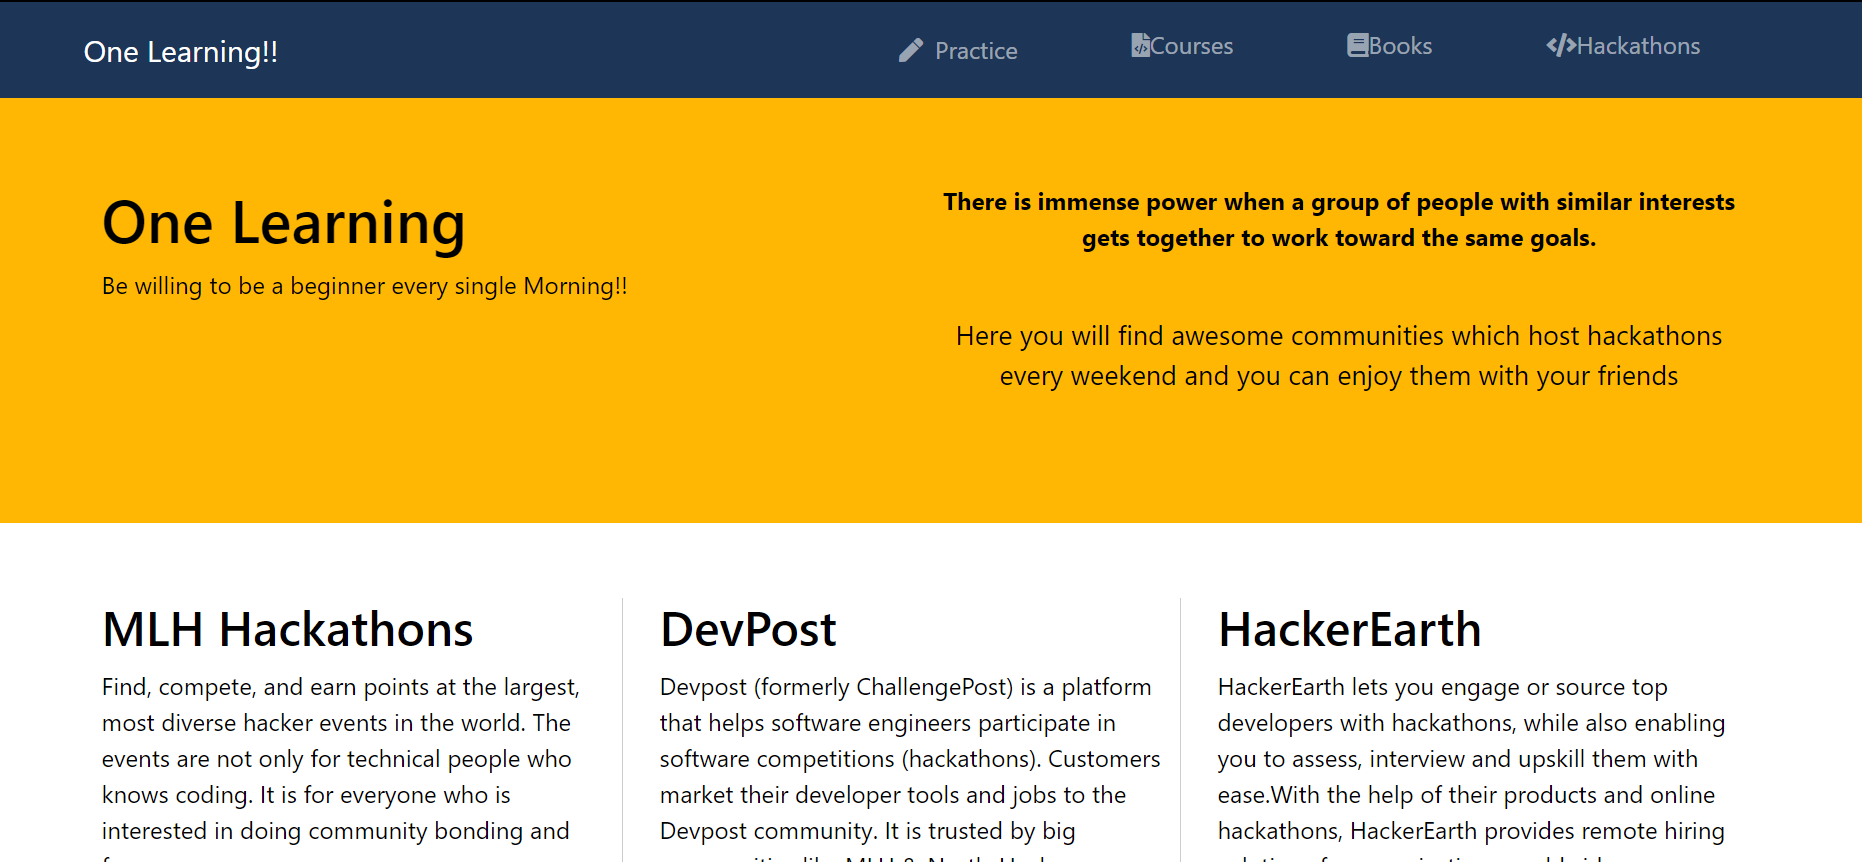 One Learning!!
Practice
Courses
Books
Hackathons
One Learning
Be willing to be a beginner every single Morning!!
There is immense power when a group of people with similar interests
gets together to work toward the same goals.
Here you will find awesome communities which host hackathons
every weekend and you can enjoy them with your friends
MLH Hackathons
Find, compete, and earn points at the largest,
most diverse hacker events in the world. The
events are not only for technical people who
knows coding. It is for everyone who is
interested in doing community bonding and
DevPost
Devpost (formerly ChallengePost) is a platform
that helps software engineers participate in
software competitions (hackathons). Customers
market their developer tools and jobs to the
Devpost community. It is trusted by big
HackerEarth
HackerEarth lets you engage or source top
developers with hackathons, while also enabling
you to assess, interview and upskill them with
ease.With the help of their products and online
hackathons, HackerEarth provides remote hiring